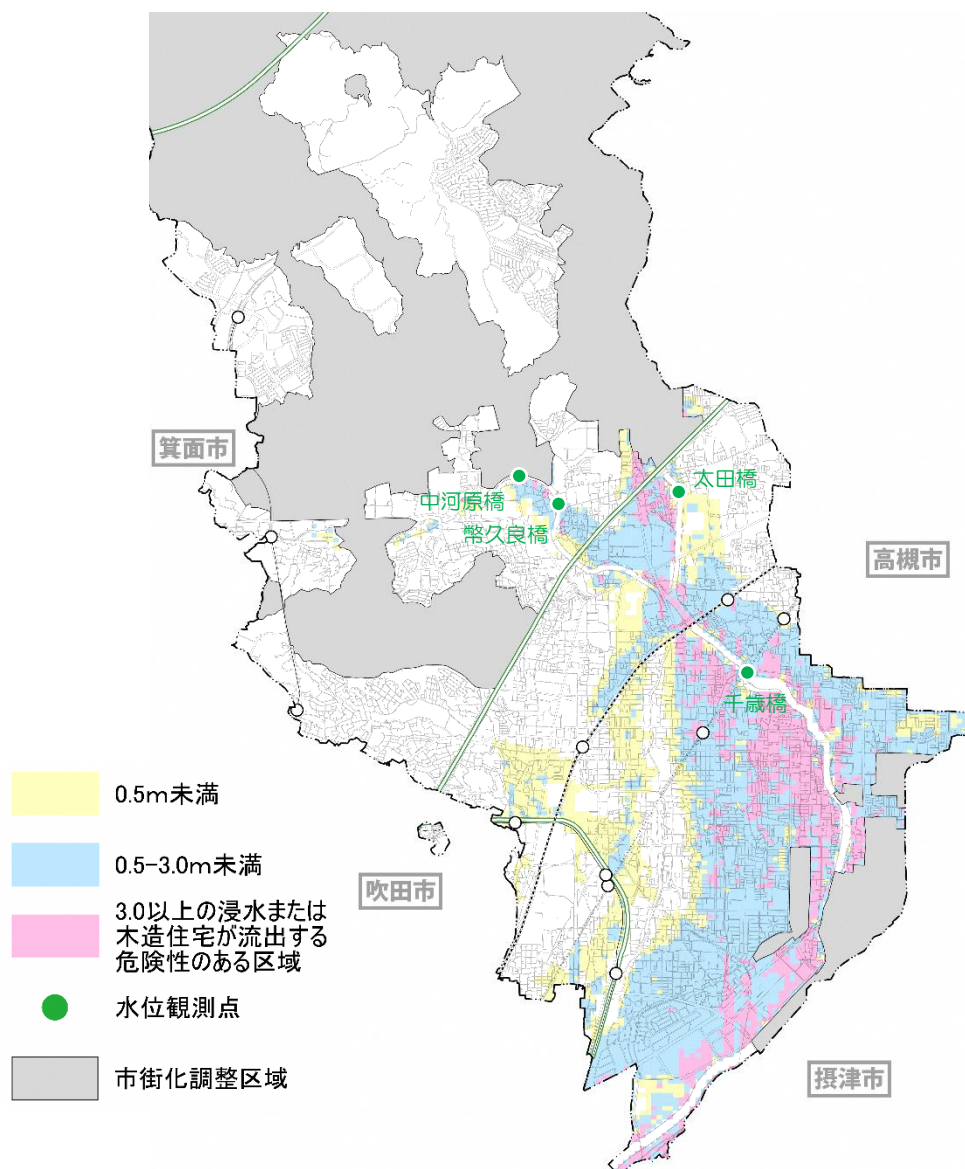 箕面市
中河原橋
幣久良橋
太田橋
高槻市
千歳橋
吹田市
摂津市
0.5m未満
0.5-3.0m未満
3.0以上の浸水または
木造住宅が流出する
危険性のある区域
水位観測点
市街化調整区域